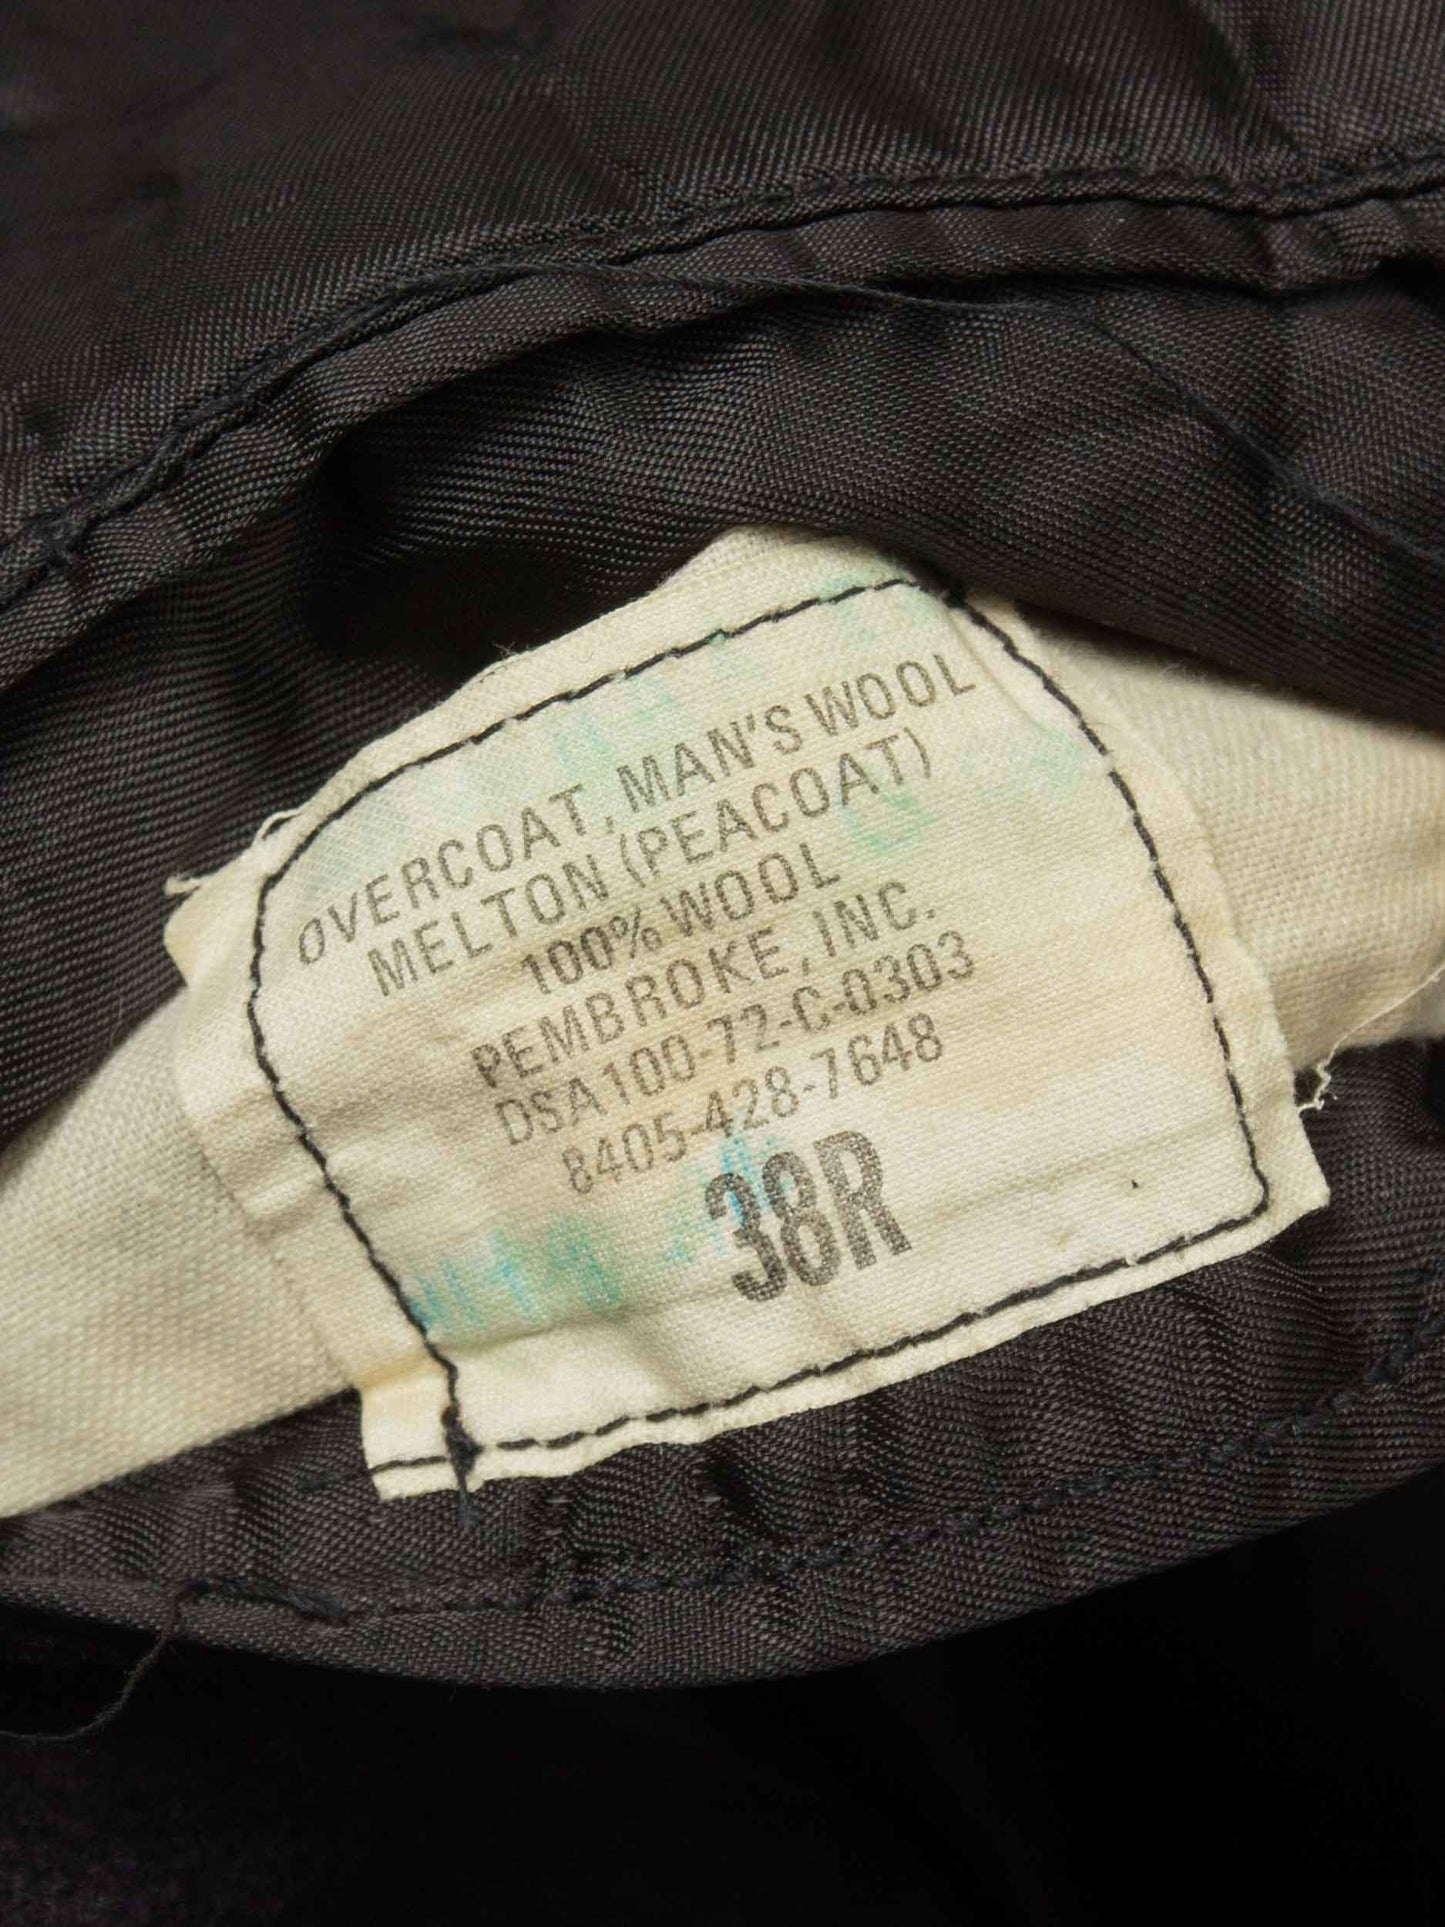 OVERCOAT, MAN'S WOOL
MELTON (PEACOAT)
100% WOOL
PEMBROKE, INC.
DSA100-72-C-0303
8405-428-7648
38R